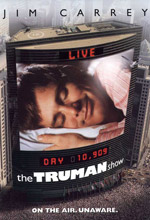 JIM CARREY
LIVE
DAY 10,909
the TRUMAN show
ON THE AIR. UNAWARE.